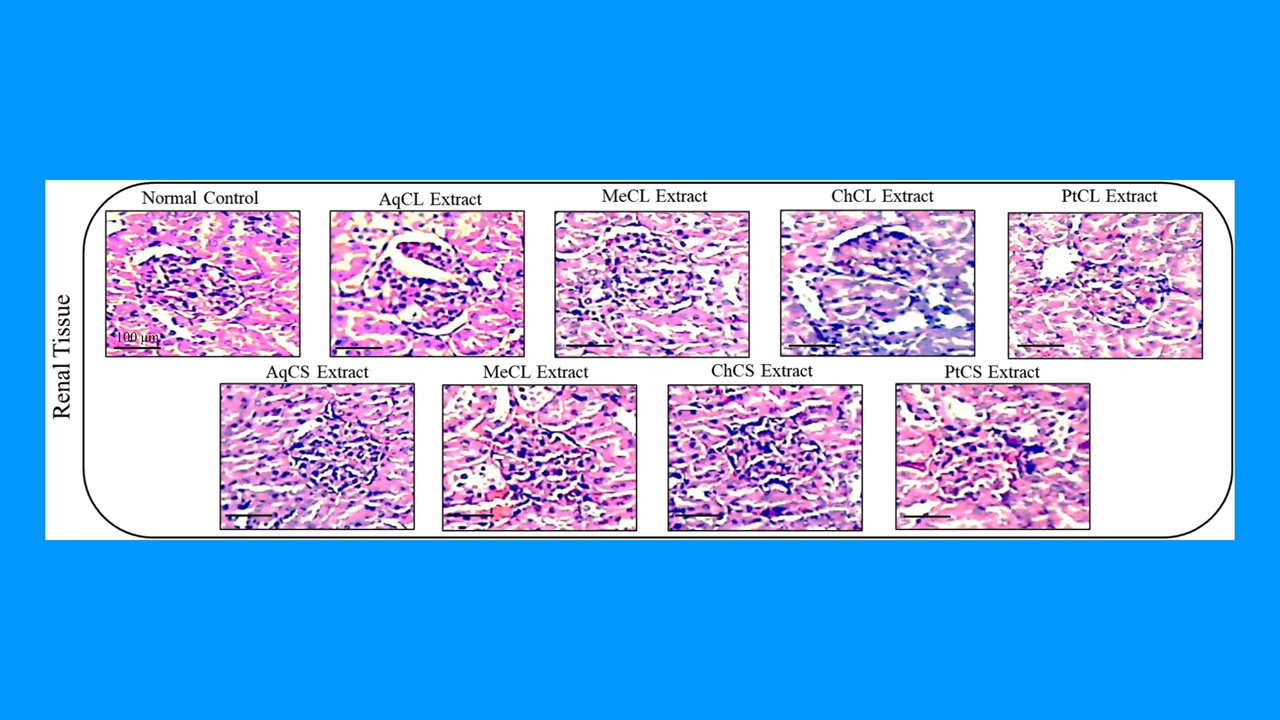 Renal Tissue
Normal Control
AqCL Extract
MeCL Extract
ChCL Extract
PtCL Extract
100 μm
AqCS Extract
MeCL Extract
ChCS Extract
PtCS Extract